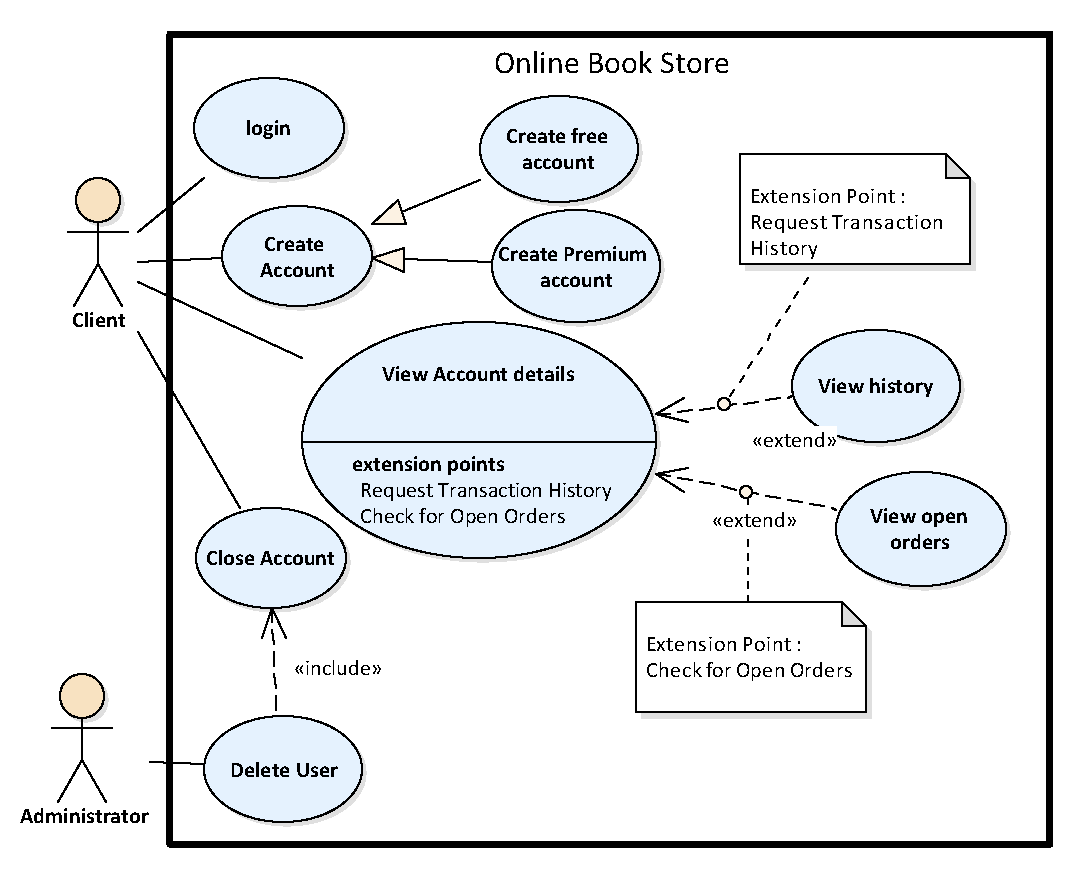 Online Book Store
login
Create free
account
Extension Point :
Request Transaction
History
Create
Account
Create Premium
account
Client
View Account details
View history
«extend»
extension points
Request Transaction History
Check for Open Orders
«extend»
View open
orders
Close Account
Extension Point :
Check for Open Orders
«include»
Delete User
Administrator